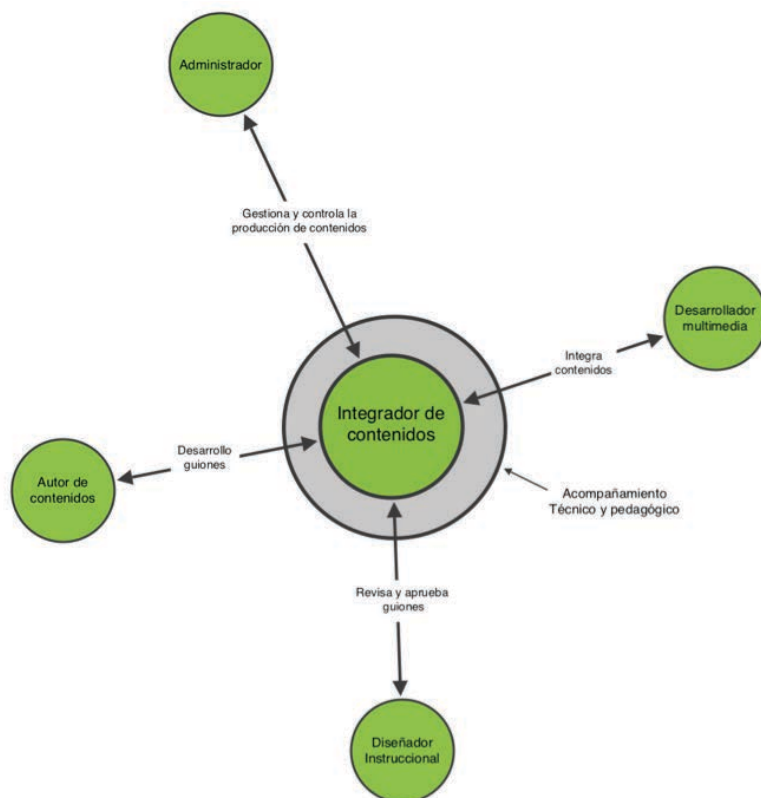 Administrador
Gestiona y controla la
producción de contenidos
Desarrollador
multimedia
Integra
contenidos
Integrador de
contenidos
Desarrollo
guiones
Autor de
contenidos
Acompañamiento
Técnico y pedagógico
Revisa y aprueba
guiones
Diseñador
Instruccional